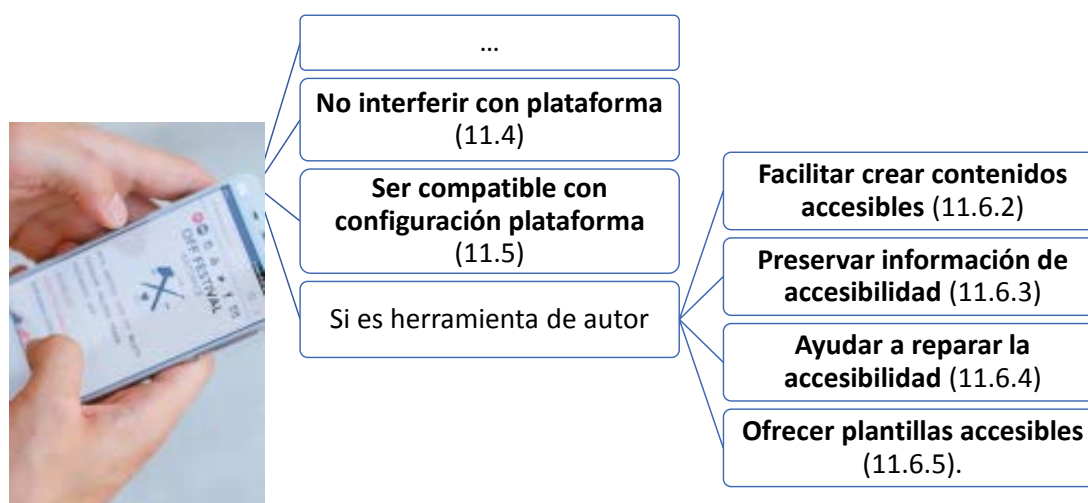 ...
No interferir con plataforma
(11.4)
Ser compatible con
configuración plataforma
(11.5)
Si es herramienta de autor
Facilitar crear contenidos
accesibles (11.6.2)
Preservar información de
accesibilidad (11.6.3)
Ayudar a reparar la
accesibilidad (11.6.4)
Ofrecer plantillas accesibles
(11.6.5).
OFF FESTIVAL